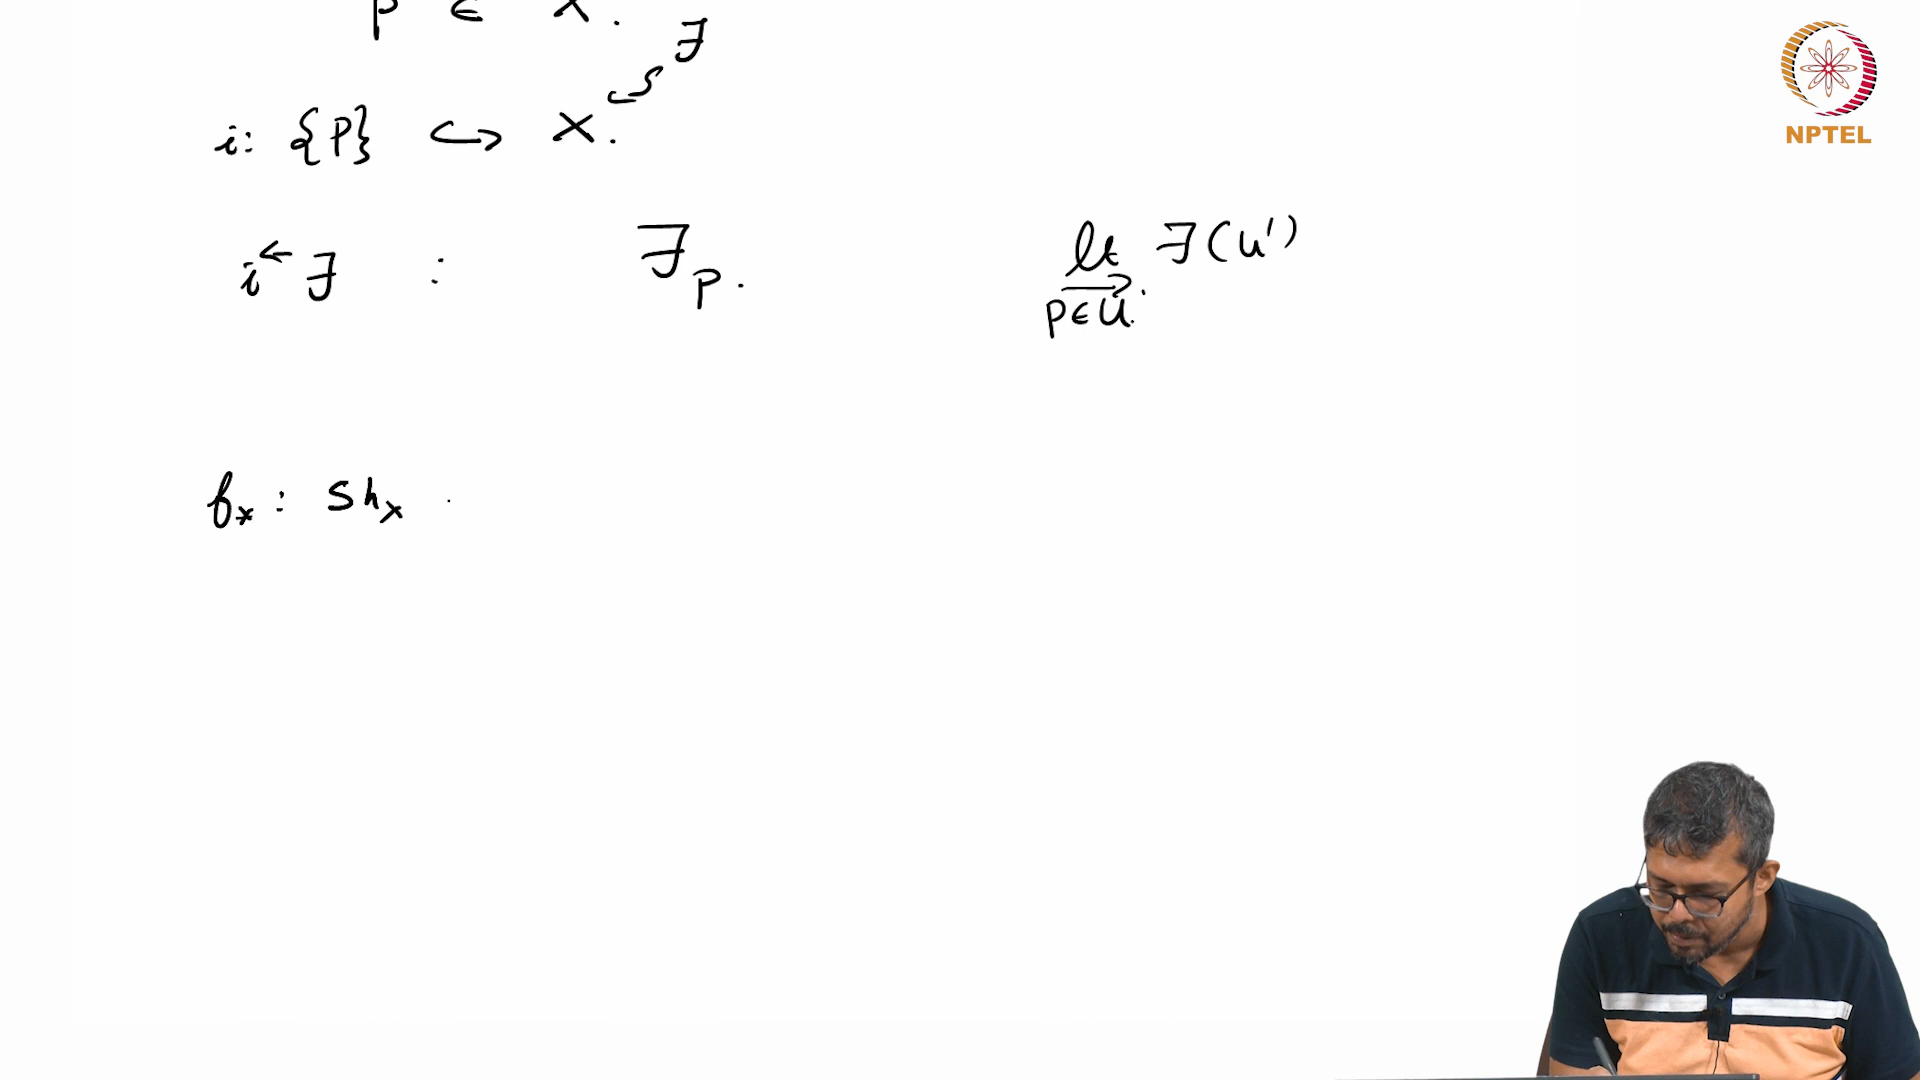 p ∈ X.
ℱ
i: {p} ↪ X.
i^← ℱ : ℱ_p. lt ℱ(U')
p∈U.
f_* : Sh_X
NPTEL